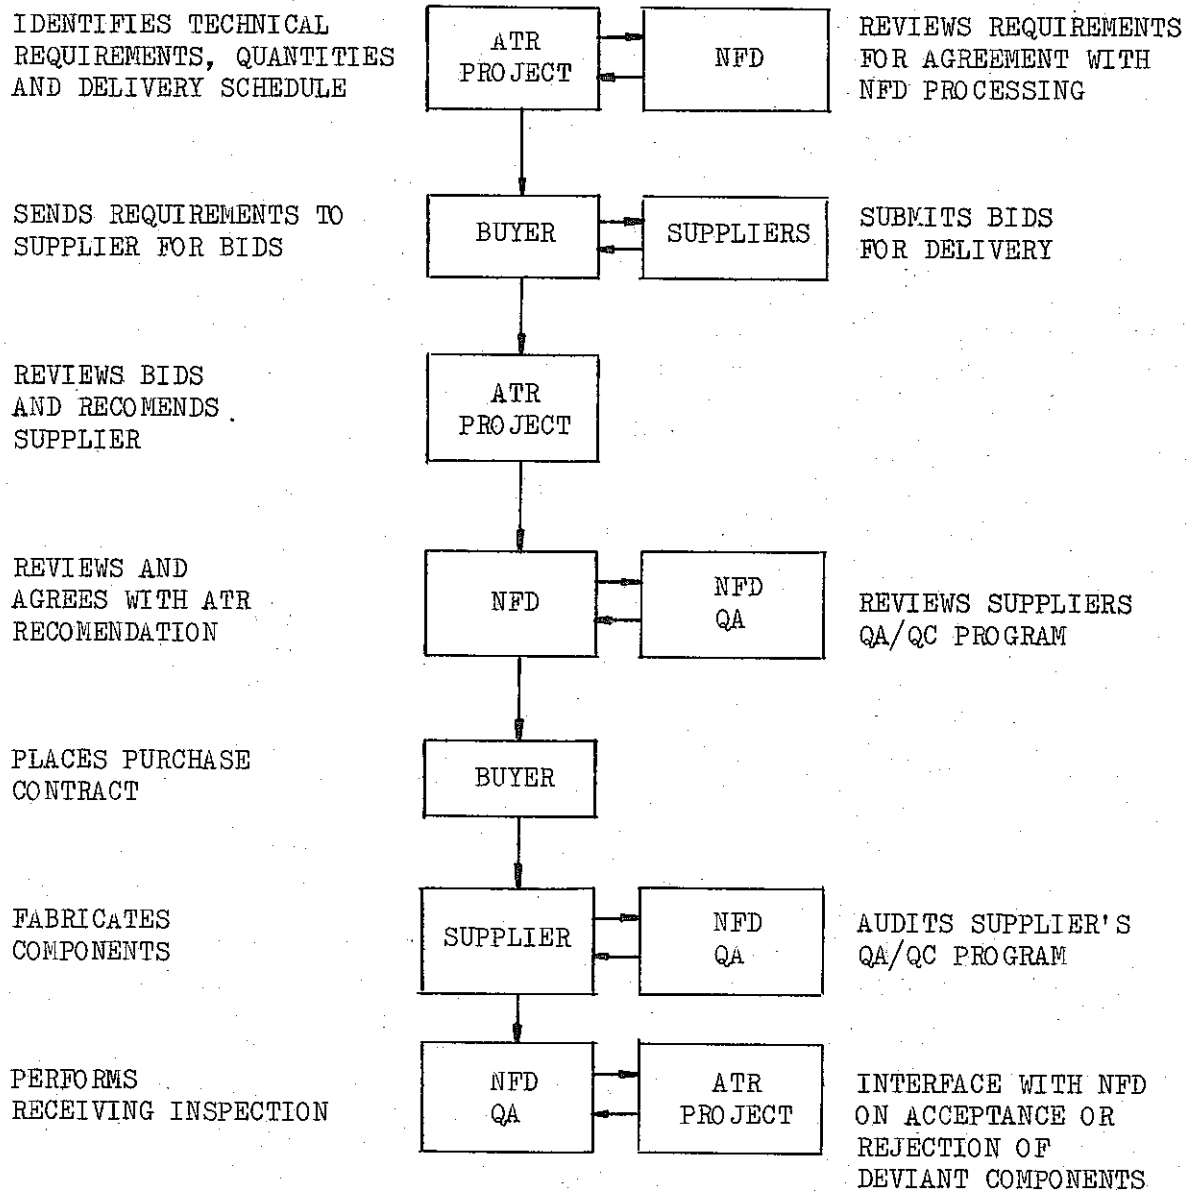 IDENTIFIES TECHNICAL
REQUIREMENTS, QUANTITIES
AND DELIVERY SCHEDULE
ATR
PROJECT
NFD
REVIEWS REQUIREMENTS
FOR AGREEMENT WITH
NFD PROCESSING
SENDS REQUIREMENTS TO
SUPPLIER FOR BIDS
BUYER
SUPPLIERS
SUBMITS BIDS
FOR DELIVERY
REVIEWS BIDS
AND RECOMENDS
SUPPLIER
ATR
PROJECT
REVIEWS AND
AGREES WITH ATR
RECOMENDATION
NFD
NFD
QA
REVIEWS SUPPLIERS
QA/QC PROGRAM
PLACES PURCHASE
CONTRACT
BUYER
FABRICATES
COMPONENTS
SUPPLIER
NFD
QA
AUDITS SUPPLIER'S
QA/QC PROGRAM
PERFORMS
RECEIVING INSPECTION
NFD
QA
ATR
PROJECT
INTERFACE WITH NFD
ON ACCEPTANCE OR
REJECTION OF
DEVIANT COMPONENTS